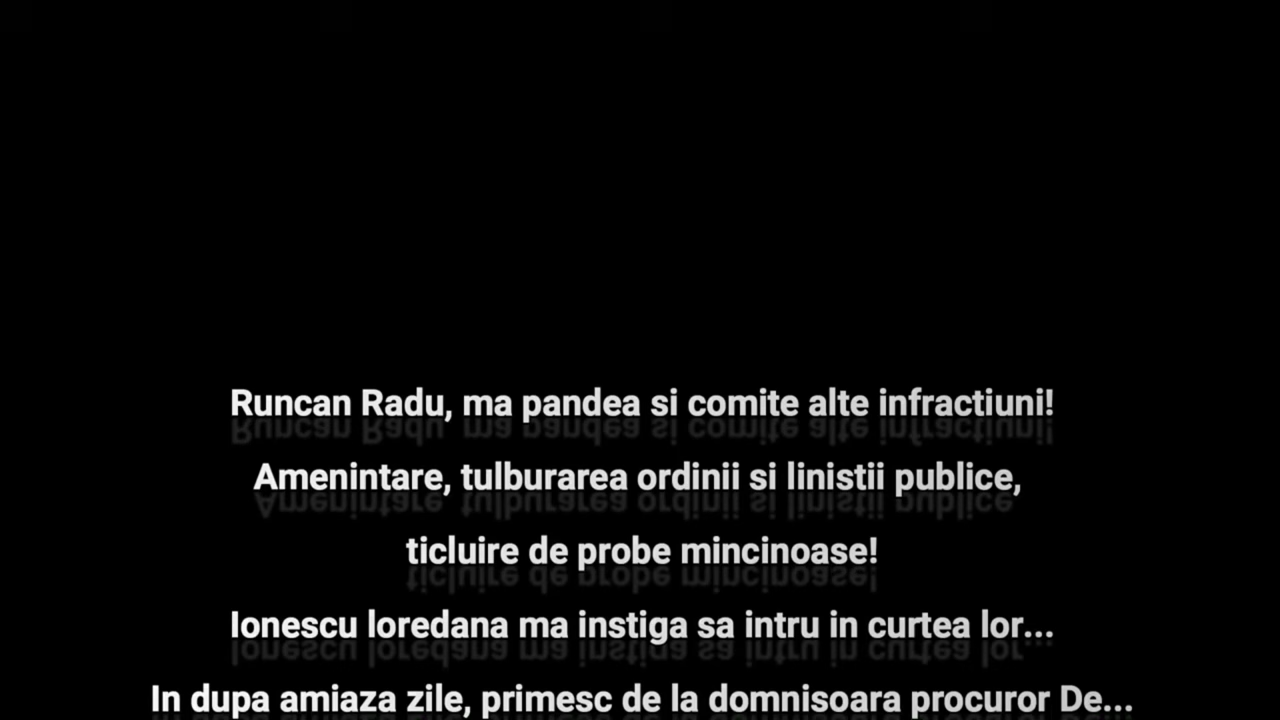 Runcan Radu, ma pandea si comite alte infractiuni!
Amenintare, tulburarea ordinii si linistii publice,
ticluire de probe mincinoase!
Ionescu loredana ma instiga sa intru in curtea lor...
In dupa amiaza zile, primesc de la domnisoara procuror De...